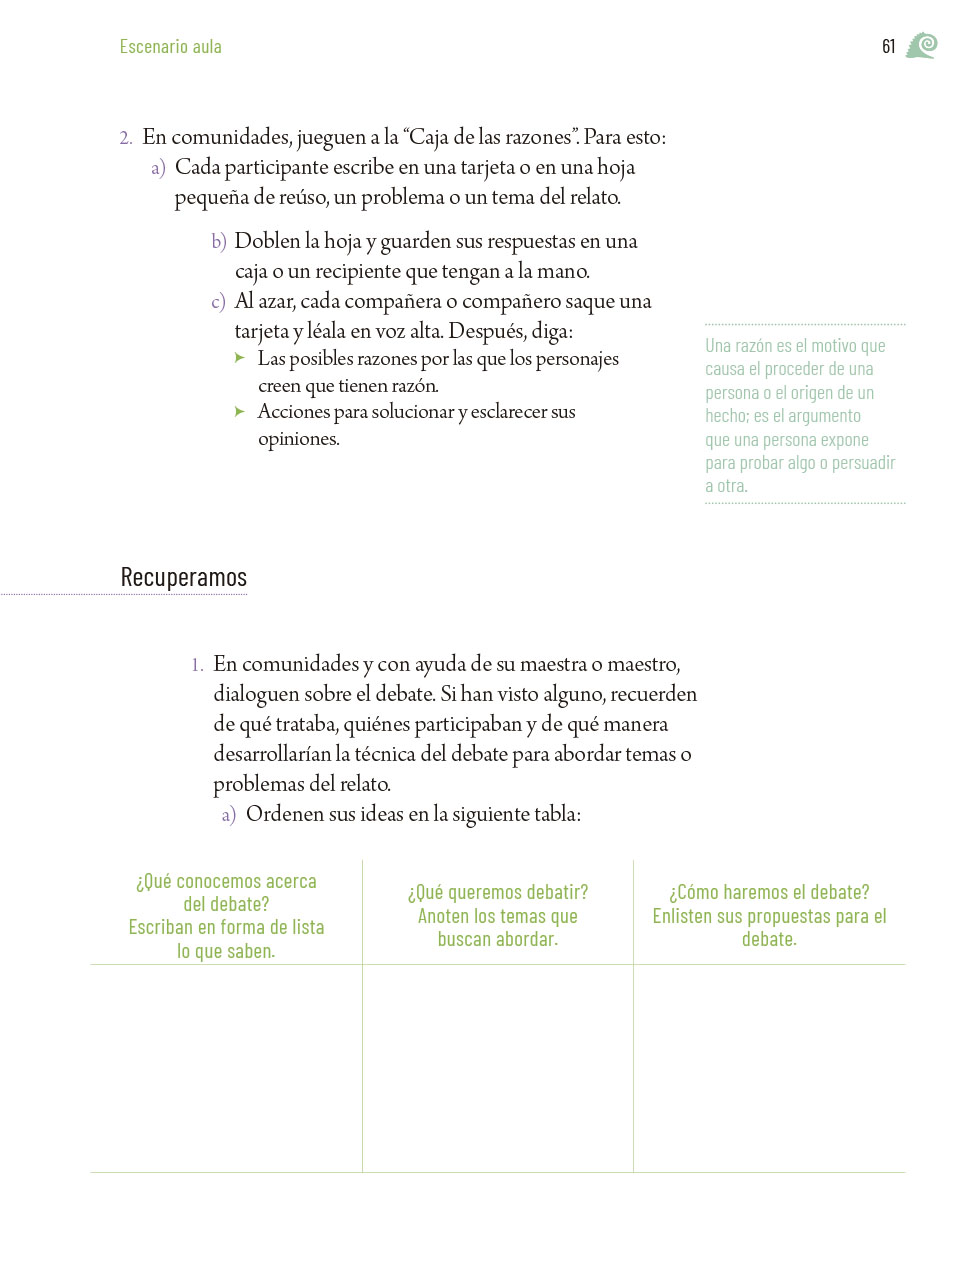 Escenario aula
61
2. En comunidades, jueguen a la “Caja de las razones”. Para esto:
a) Cada participante escribe en una tarjeta o en una hoja
pequeña de reúso, un problema o un tema del relato.
b) Doblen la hoja y guarden sus respuestas en una
caja o un recipiente que tengan a la mano.
c) Al azar, cada compañera o compañero saque una
tarjeta y léala en voz alta. Después, diga:
➤ Las posibles razones por las que los personajes
creen que tienen razón.
➤ Acciones para solucionar y esclarecer sus
opiniones.
Una razón es el motivo que
causa el proceder de una
persona o el origen de un
hecho; es el argumento
que una persona expone
para probar algo o persuadir
a otra.
Recuperamos
1. En comunidades y con ayuda de su maestra o maestro,
dialoguen sobre el debate. Si han visto alguno, recuerden
de qué trataba, quiénes participaban y de qué manera
desarrollarían la técnica del debate para abordar temas o
problemas del relato.
a) Ordenen sus ideas en la siguiente tabla:
¿Qué conocemos acerca
del debate?
Escriban en forma de lista
lo que saben.
¿Qué queremos debatir?
Anoten los temas que
buscan abordar.
¿Cómo haremos el debate?
Enlisten sus propuestas para el
debate.